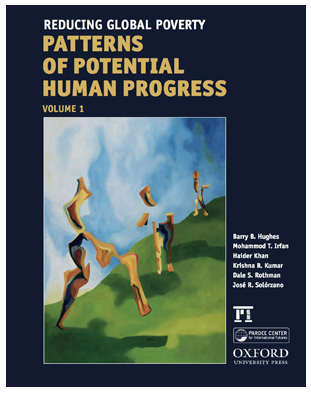 REDUCING GLOBAL POVERTY
PATTERNS
OF POTENTIAL
HUMAN PROGRESS
VOLUME 1
Barry B. Hughes
Mohammod T. Irfan
Haider Khan
Krishna B. Kumar
Dale S. Rothman
José R. Solórzano
PARDEE CENTER
for International Futures
OXFORD
UNIVERSITY PRESS